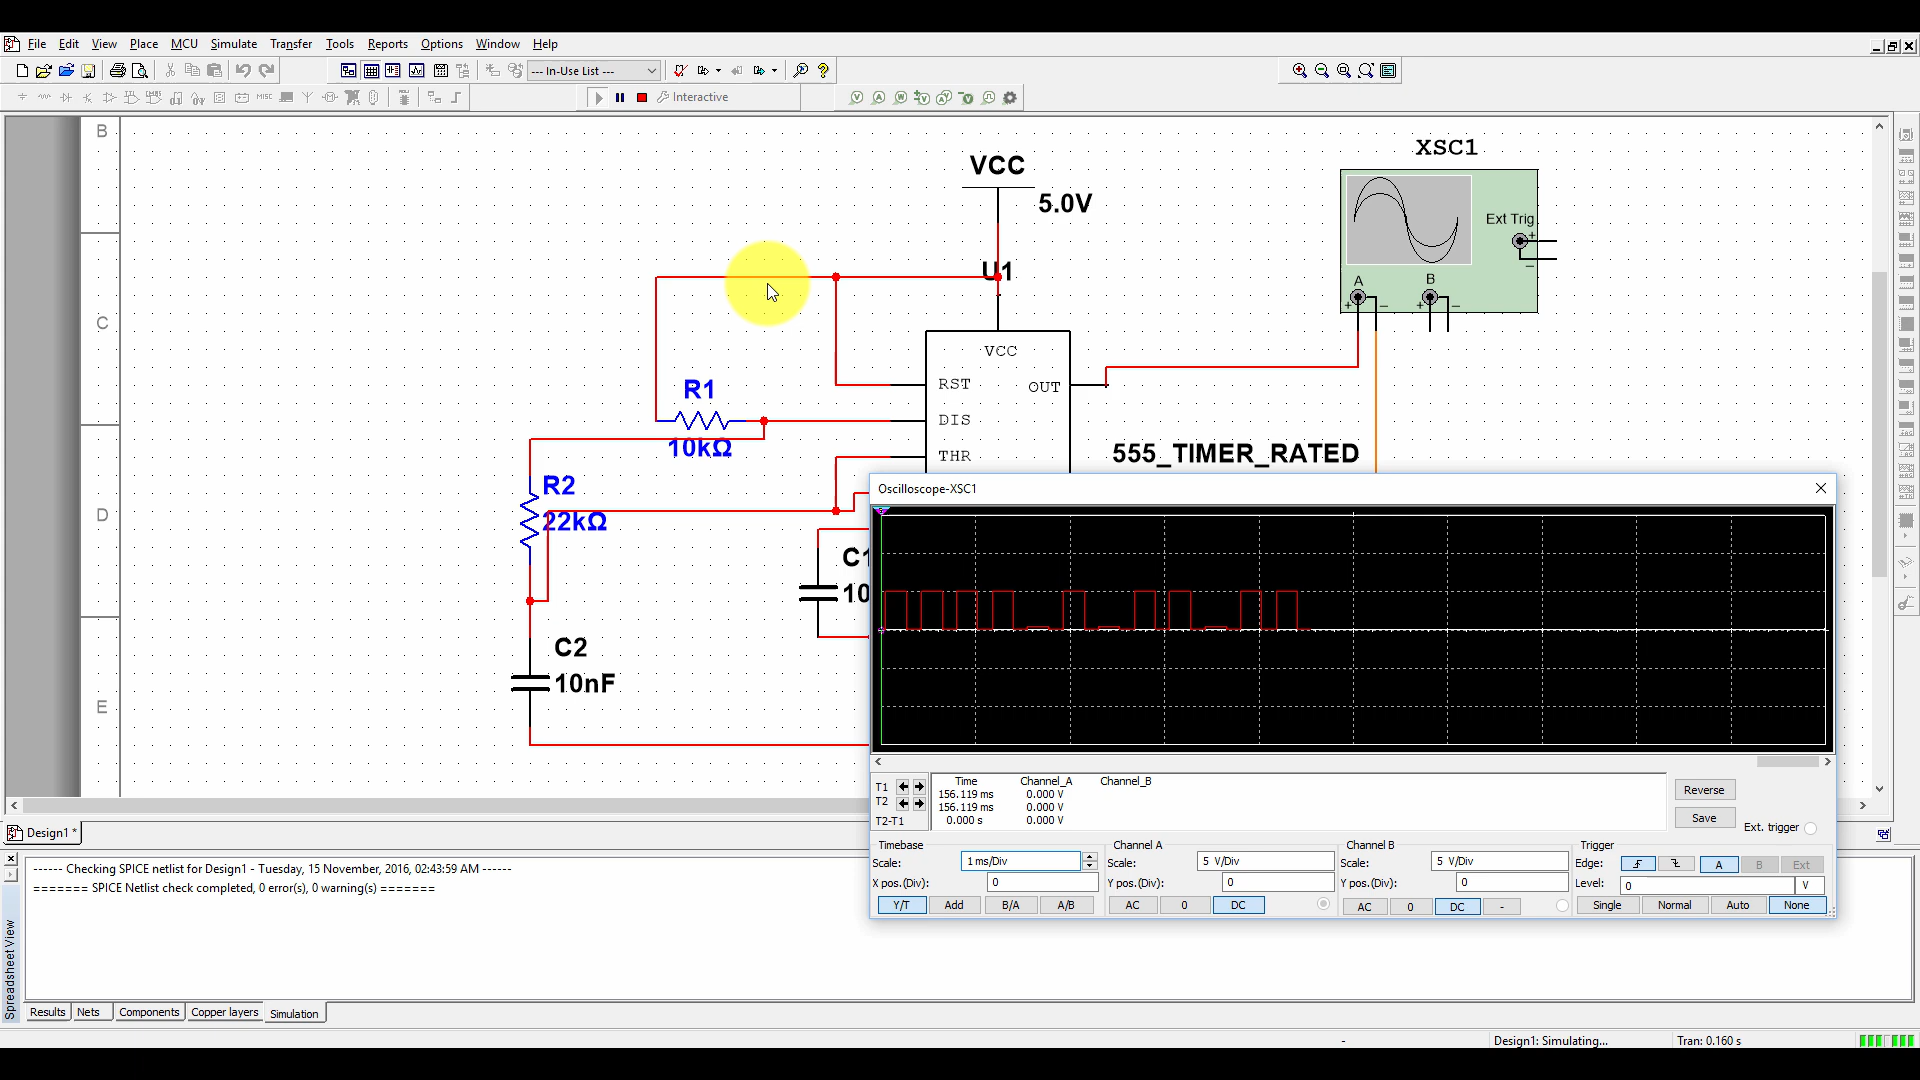 File Edit View Place MCU Simulate Transfer Tools Reports Options Window Help
--- In-Use List ---
MISC Interactive
B
C
D
E
VCC
5.0V
U1
VCC
RST
DIS
THR
OUT
555_TIMER_RATED
R1
10kΩ
R2
22kΩ
C1
10
C2
10nF
XSC1
Ext Trig
A
B
Oscilloscope-XSC1
Time Channel_A Channel_B
T1 156.119 ms 0.000 V
T2 156.119 ms 0.000 V
T2-T1 0.000 s 0.000 V
Reverse
Save
Ext. trigger
Timebase
Scale: 1 ms/Div
X pos.(Div): 0
Y/T Add B/A A/B
Channel A
Scale: 5 V/Div
Y pos.(Div): 0
AC 0 DC
Channel B
Scale: 5 V/Div
Y pos.(Div): 0
AC 0 DC -
Trigger
Edge: A B Ext
Level: 0 V
Single Normal Auto None
Design1 *
------ Checking SPICE netlist for Design1 - Tuesday, 15 November, 2016, 02:43:59 AM ------
======= SPICE Netlist check completed, 0 error(s), 0 warning(s) =======
Spreadsheet View
Results Nets Components Copper layers Simulation
- Design1: Simulating... Tran: 0.160 s